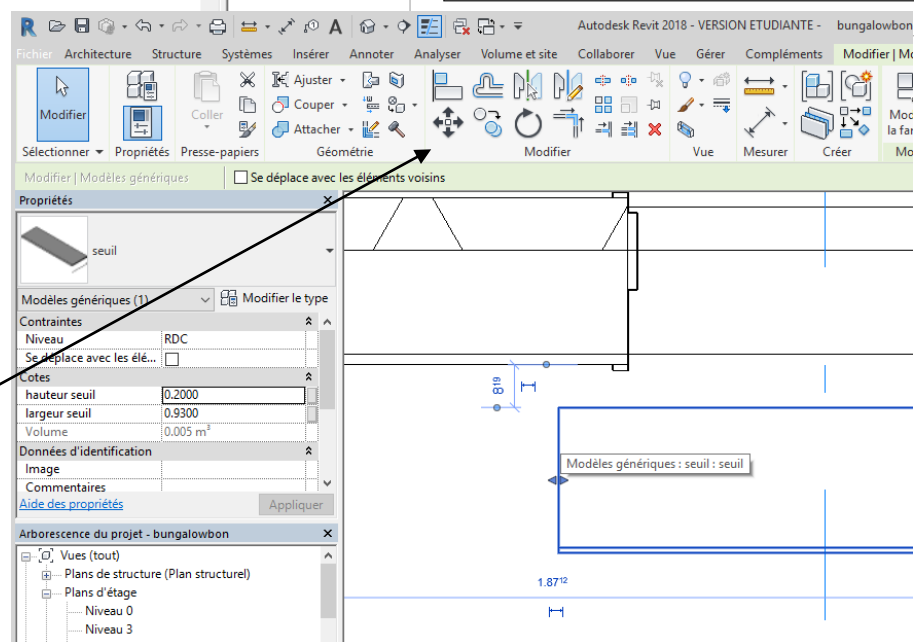 Autodesk Revit 2018 - VERSION ETUDIANTE - bungalowbon
Fichier Architecture Structure Systèmes Insérer Annoter Analyser Volume et site Collaborer Vue Gérer Compléments Modifier | Mo
Modifier
Coller
Ajuster
Couper
Attacher
Mod
la fam
Sélectionner Propriétés Presse-papiers Géométrie Modifier Vue Mesurer Créer Mo
Modifier | Modèles génériques
Se déplace avec les éléments voisins
Propriétés
seuil
Modèles génériques (1)
Modifier le type
Contraintes
Niveau RDC
Se déplace avec les élé...
Cotes
hauteur seuil 0.2000
largeur seuil 0.9300
Volume 0.005 m³
Données d'identification
Image
Commentaires
Aide des propriétés
Appliquer
Arborescence du projet - bungalowbon
Vues (tout)
Plans de structure (Plan structurel)
Plans d'étage
Niveau 0
Niveau 3
8¹⁹
Modèles génériques : seuil : seuil
1.87¹²